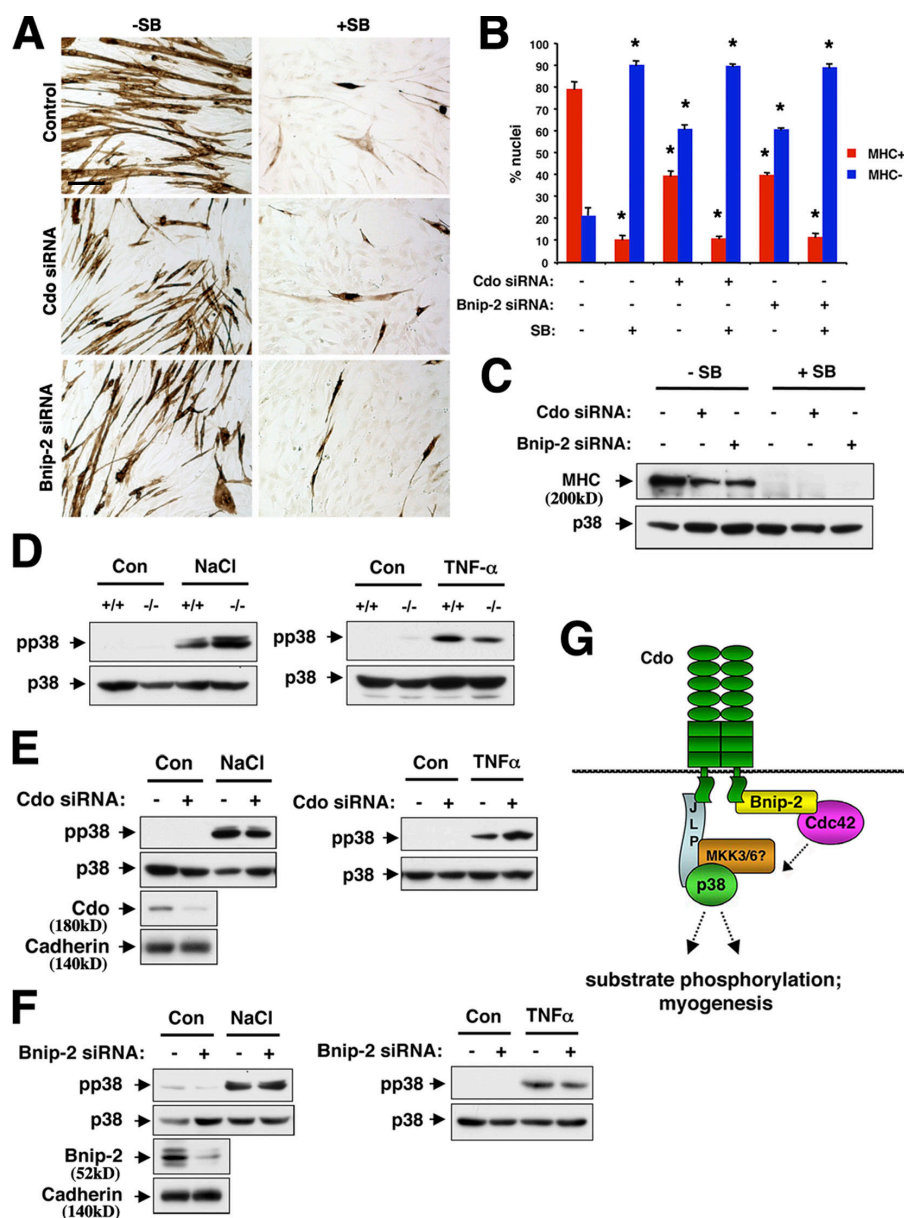 A
-SB +SB
Control
Cdo siRNA
Bnip-2 siRNA
B
100
90
80
70
60
50
40
30
20
10
0
% nuclei
* * * * * * * * * *
MHC+
MHC-
Cdo siRNA: - - + + - -
Bnip-2 siRNA: - - - - + +
SB: - + - + - +
C
- SB + SB
Cdo siRNA: - + - - + -
Bnip-2 siRNA: - - + - - +
MHC
(200kD)
p38
D
Con NaCl
+/+ -/- +/+ -/-
pp38
p38
Con TNF-α
+/+ -/- +/+ -/-
pp38
p38
E
Con NaCl
Cdo siRNA: - + - +
pp38
p38
Cdo
(180kD)
Cadherin
(140kD)
Con TNFα
Cdo siRNA: - + - +
pp38
p38
F
Con NaCl
Bnip-2 siRNA: - + - +
pp38
p38
Bnip-2
(52kD)
Cadherin
(140kD)
Con TNFα
Bnip-2 siRNA: - + - +
pp38
p38
G
Cdo
Bnip-2
Cdc42
JLP
MKK3/6?
p38
substrate phosphorylation;
myogenesis